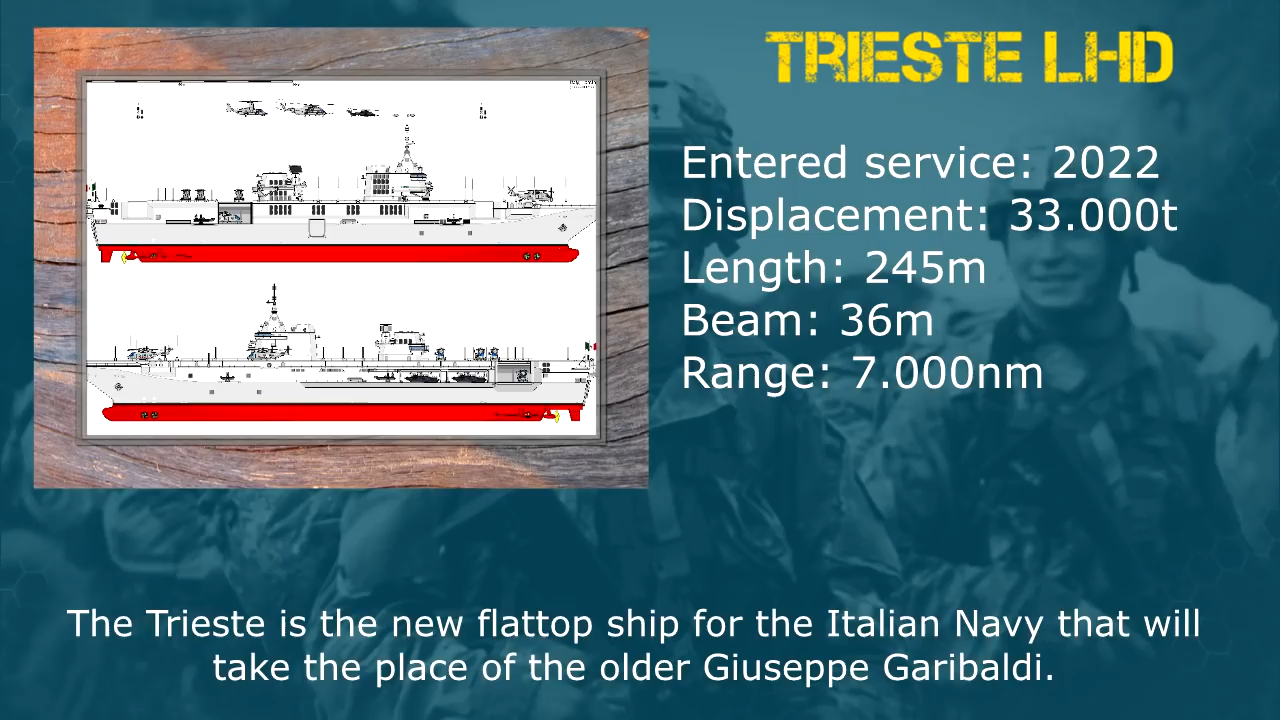 TRIESTE LHD
Entered service: 2022
Displacement: 33.000t
Length: 245m
Beam: 36m
Range: 7.000nm
The Trieste is the new flattop ship for the Italian Navy that will
take the place of the older Giuseppe Garibaldi.